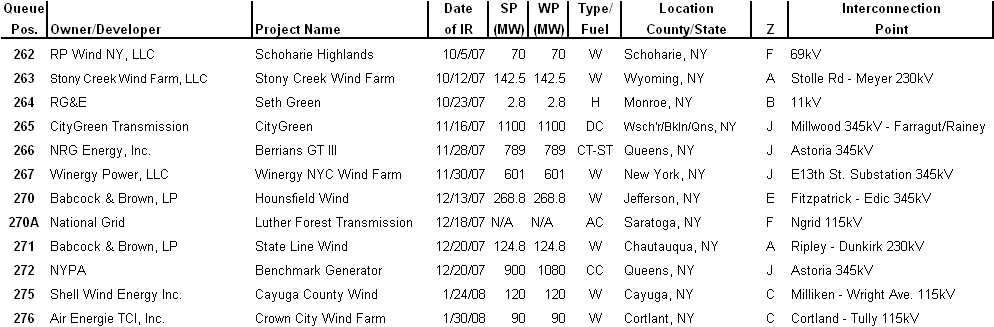 Queue Date SP WP Type/ Location Interconnection
Pos. Owner/Developer Project Name of IR (MW) (MW) Fuel County/State Z Point
262 RP Wind NY, LLC Schoharie Highlands 10/5/07 70 70 W Schoharie, NY F 69kV
263 Stony Creek Wind Farm, LLC Stony Creek Wind Farm 10/12/07 142.5 142.5 W Wyoming, NY A Stolle Rd - Meyer 230kV
264 RG&E Seth Green 10/23/07 2.8 2.8 H Monroe, NY B 11kV
265 CityGreen Transmission CityGreen 11/16/07 1100 1100 DC Wsch'r/Bkln/Qns, NY J Millwood 345kV - Farragut/Rainey
266 NRG Energy, Inc. Berrians GT III 11/28/07 789 789 CT-ST Queens, NY J Astoria 345kV
267 Winergy Power, LLC Winergy NYC Wind Farm 11/30/07 601 601 W New York, NY J E13th St. Substation 345kV
270 Babcock & Brown, LP Hounsfield Wind 12/13/07 268.8 268.8 W Jefferson, NY E Fitzpatrick - Edic 345kV
270A National Grid Luther Forest Transmission 12/18/07 N/A N/A AC Saratoga, NY F Ngrid 115kV
271 Babcock & Brown, LP State Line Wind 12/20/07 124.8 124.8 W Chautauqua, NY A Ripley - Dunkirk 230kV
272 NYPA Benchmark Generator 12/20/07 900 1080 CC Queens, NY J Astoria 345kV
275 Shell Wind Energy Inc. Cayuga County Wind 1/24/08 120 120 W Cayuga, NY C Milliken - Wright Ave. 115kV
276 Air Energie TCI, Inc. Crown City Wind Farm 1/30/08 90 90 W Cortlant, NY C Cortland - Tully 115kV